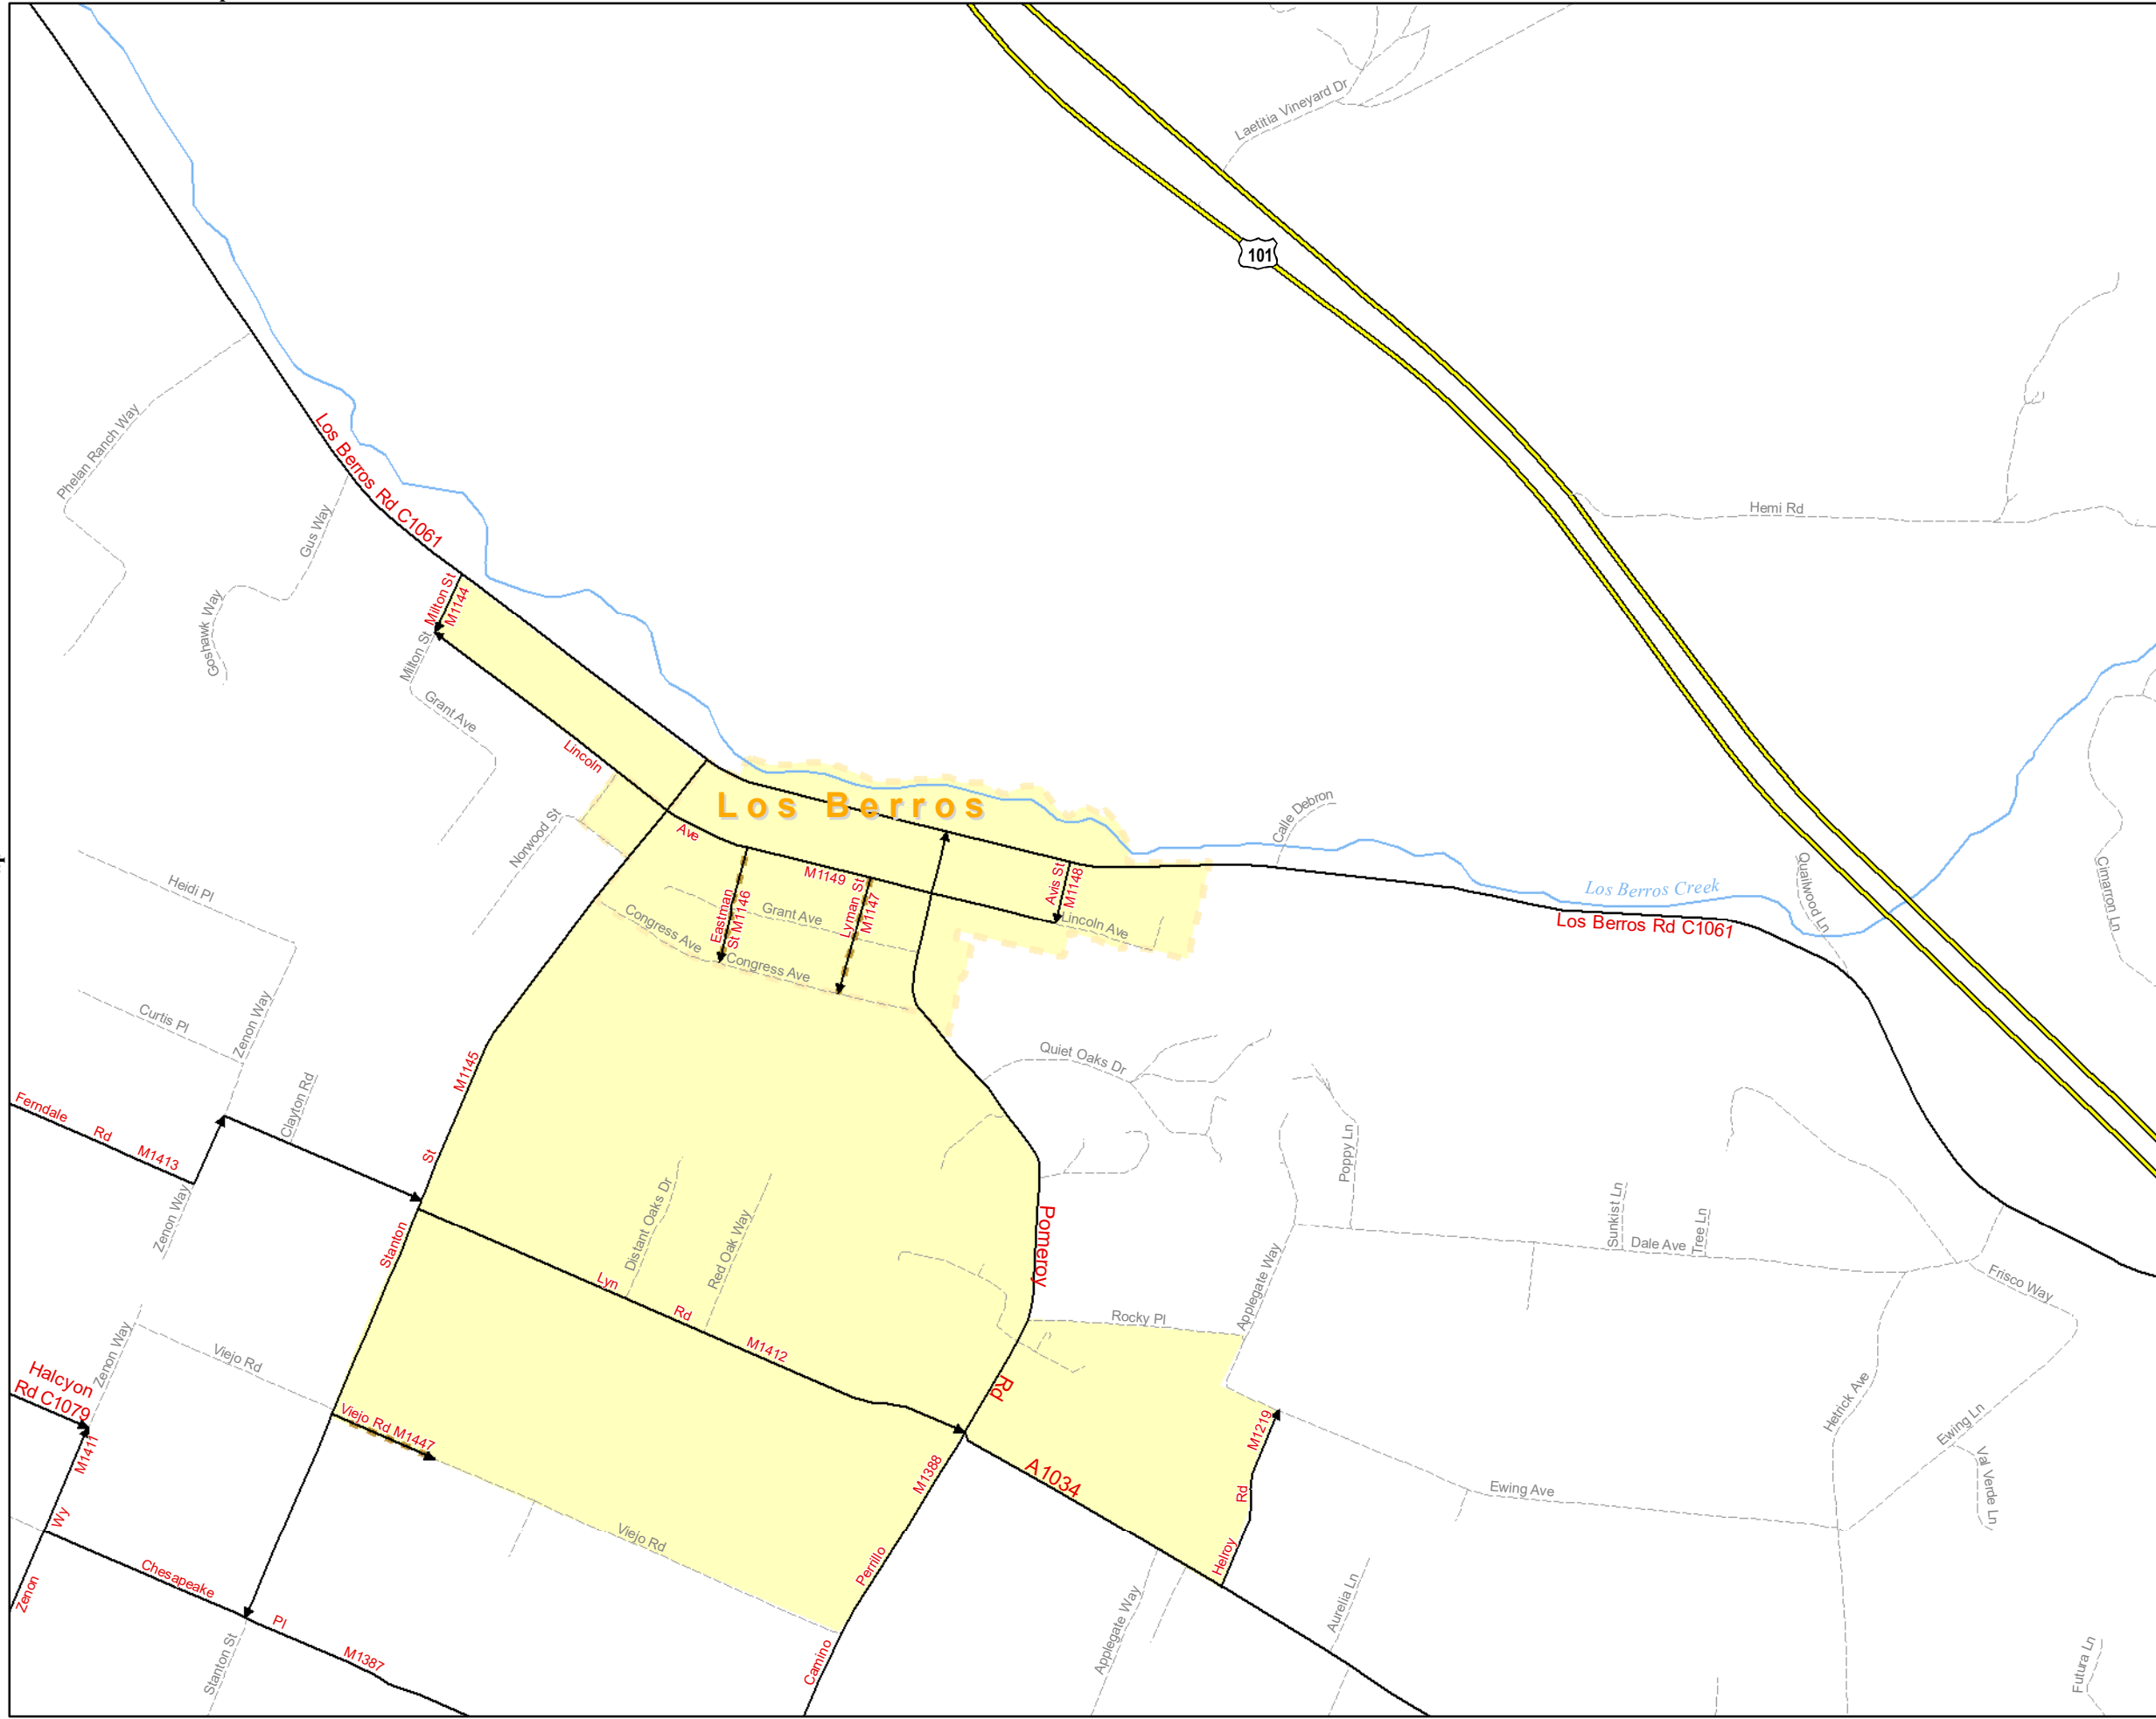 Laetitia Vineyard Dr
101
Phelan Ranch Way
Los Berros Rd C1061
Gus Way
Hemi Rd
Goshawk Way
Milton St
M1144
Milton St
Grant Ave
Lincoln
Los Berros
Calle Debron
Norwood St
Ave
M1149
Eastman
St M1146
Grant Ave
Lyman St
M1147
Avis St
M1148
Lincoln Ave
Congress Ave
Congress Ave
Quailwood Ln
Los Berros Creek
Los Berros Rd C1061
Cimarron Ln
Heidi Pl
Curtis Pl
Zenon Way
M1145
Quiet Oaks Dr
Clayton Rd
Ferndale
Rd
M1413
St
Poppy Ln
Zenon Way
Stanton
Distant Oaks Dr
Red Oak Way
Pomeroy
Sunkist Ln
Tree Ln
Dale Ave
Applegate Way
Frisco Way
Lyn
Rd
M1412
Rocky Pl
Zenon Way
Viejo Rd
Halcyon
Rd C1079
Rd
Hetrick Ave
Viejo Rd M1447
M1411
M1219
Ewing Ln
M1388
A1034
Rd
Ewing Ave
Val Verde Ln
Wy
Viejo Rd
Chesapeake
Perrillo
Helroy
Zenon
Pl
Applegate Way
Aurelia Ln
Stanton St
M1387
Camino
Futura Ln